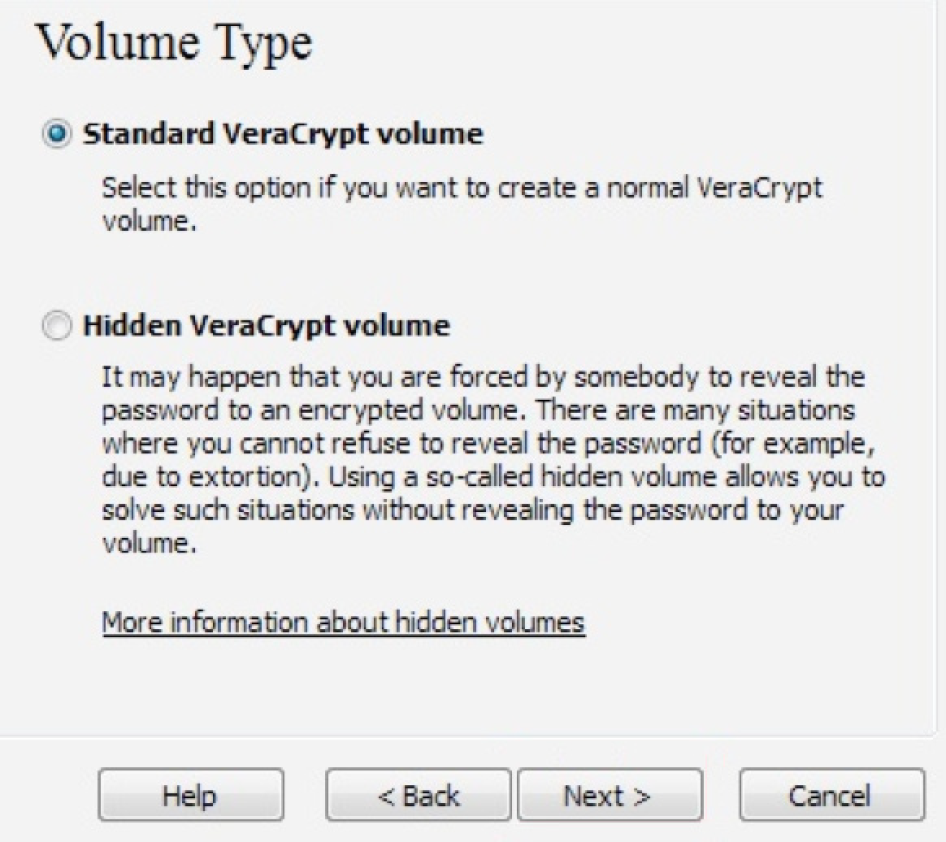 Volume Type
Standard VeraCrypt volume
Select this option if you want to create a normal VeraCrypt
volume.
Hidden VeraCrypt volume
It may happen that you are forced by somebody to reveal the
password to an encrypted volume. There are many situations
where you cannot refuse to reveal the password (for example,
due to extortion). Using a so-called hidden volume allows you to
solve such situations without revealing the password to your
volume.
More information about hidden volumes
Help
< Back
Next >
Cancel